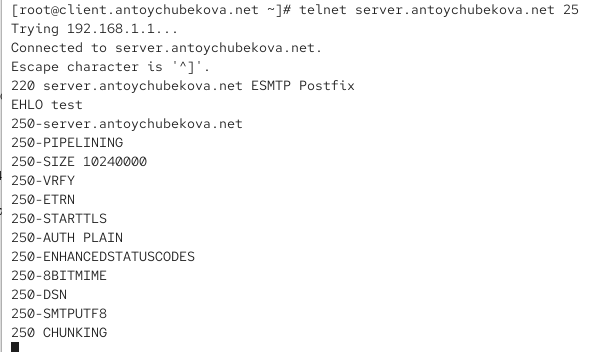 [root@client.antoychubekova.net ~]# telnet server.antoychubekova.net 25
Trying 192.168.1.1...
Connected to server.antoychubekova.net.
Escape character is '^]'.
220 server.antoychubekova.net ESMTP Postfix
EHLO test
250-server.antoychubekova.net
250-PIPELINING
250-SIZE 10240000
250-VRFY
250-ETRN
250-STARTTLS
250-AUTH PLAIN
250-ENHANCEDSTATUSCODES
250-8BITMIME
250-DSN
250-SMTPUTF8
250 CHUNKING